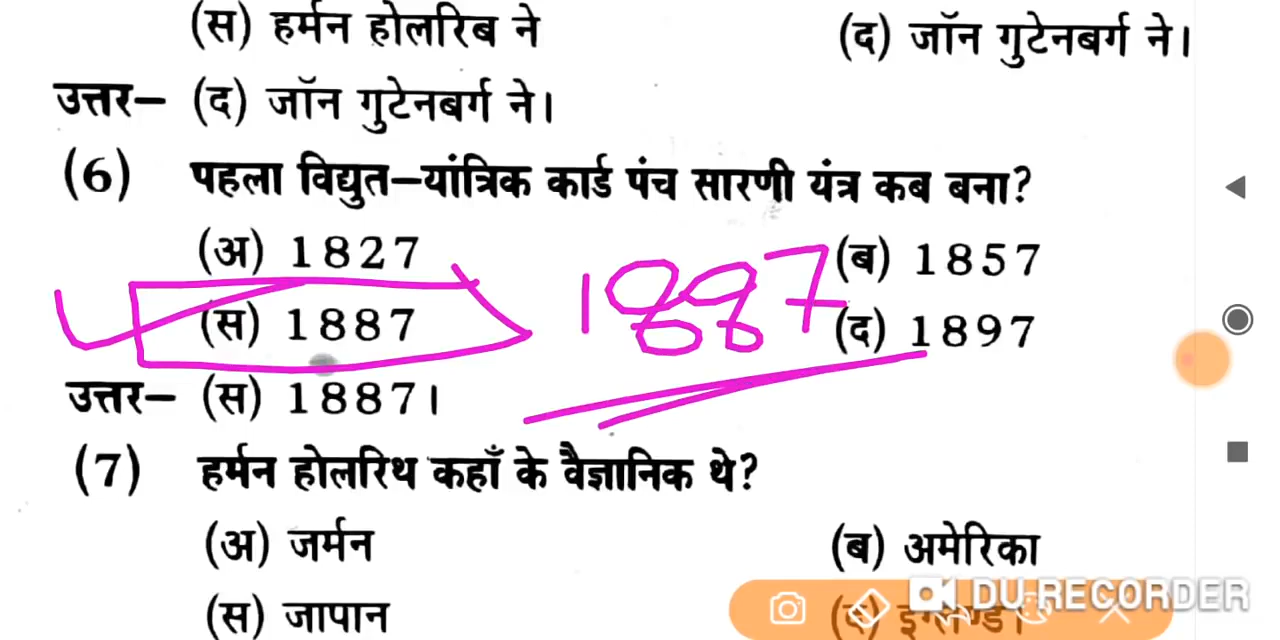 (स) हर्मन होलरिब ने (द) जॉन गुटेनबर्ग ने।
उत्तर– (द) जॉन गुटेनबर्ग ने।
(6) पहला विद्युत–यांत्रिक कार्ड पंच सारणी यंत्र कब बना?
(अ) 1827 (ब) 1857
(स) 1887 1887 (द) 1897
उत्तर– (स) 1887।
(7) हर्मन होलरिथ कहाँ के वैज्ञानिक थे?
(अ) जर्मन (ब) अमेरिका
(स) जापान (द) इंग्लैण्ड।
DU RECORDER